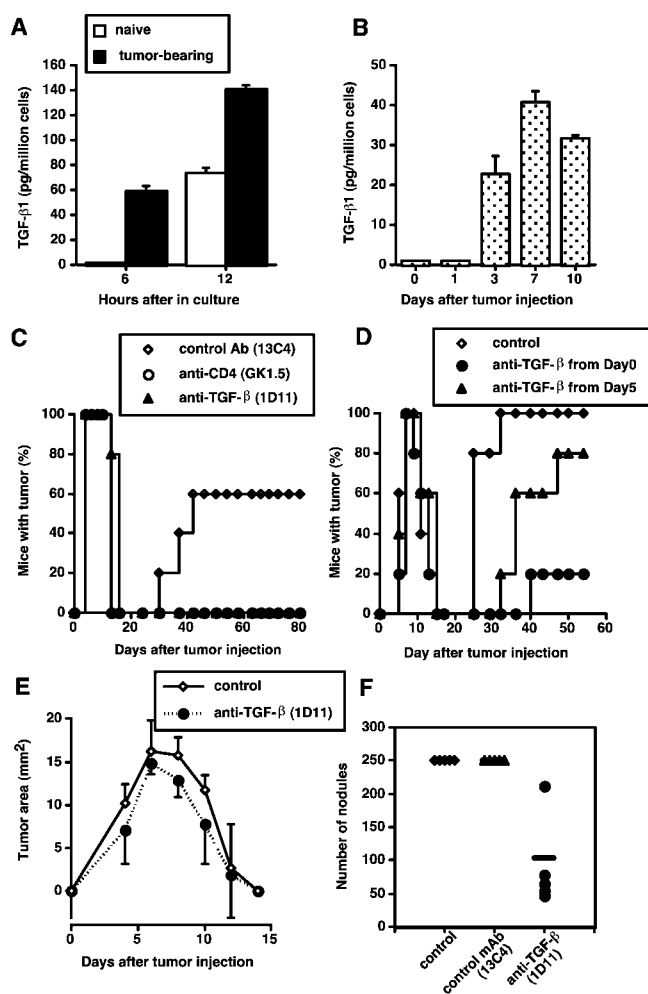 A
naive
tumor-bearing
TGF-β1 (pg/million cells)
160
140
120
100
80
60
40
20
0
6
12
Hours after in culture
B
TGF-β1 (pg/million cells)
50
40
30
20
10
0
0
1
3
7
10
Days after tumor injection
C
control Ab (13C4)
anti-CD4 (GK1.5)
anti-TGF-β (1D11)
Mice with tumor (%)
100
80
60
40
20
0
0
20
40
60
80
Days after tumor injection
D
control
anti-TGF-β from Day0
anti-TGF-β from Day5
Mice with tumor (%)
100
80
60
40
20
0
0
10
20
30
40
50
60
Day after tumor injection
E
control
anti-TGF-β (1D11)
Tumor area (mm²)
20
15
10
5
0
0
5
10
15
Days after tumor injection
F
Number of nodules
300
250
200
150
100
50
0
control
control mAb
(13C4)
anti-TGF-β
(1D11)